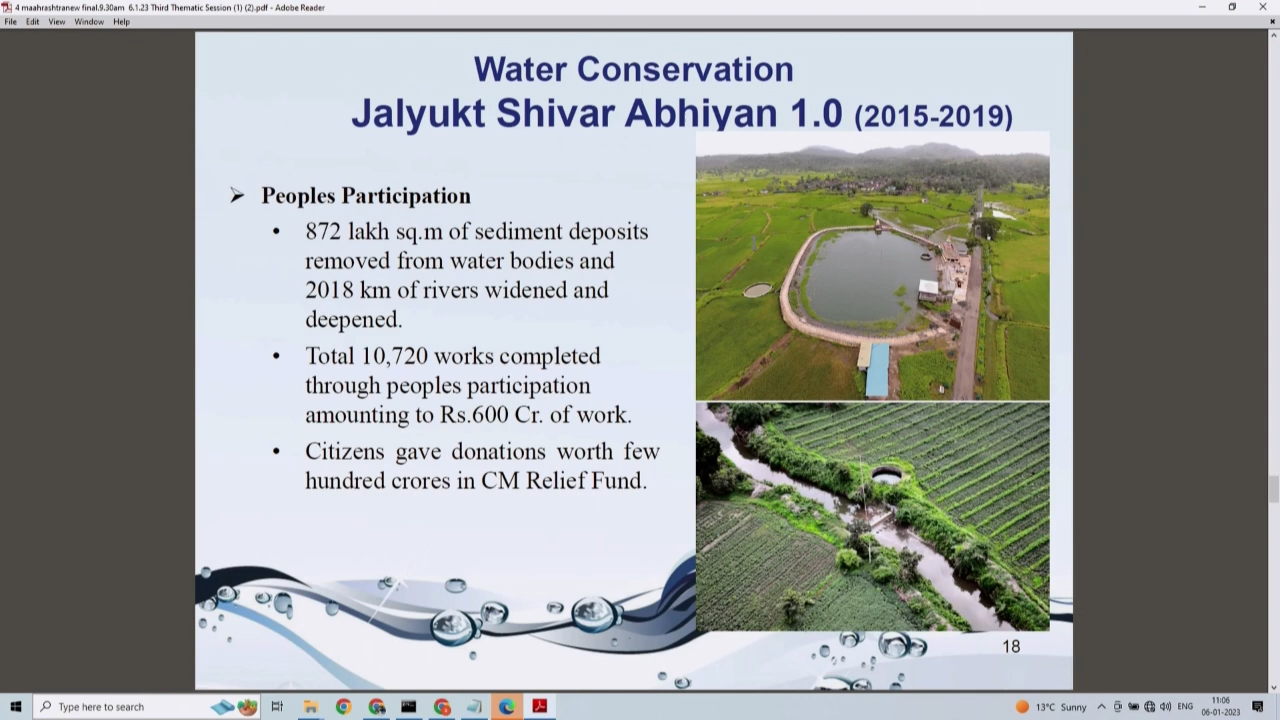 4 maahrashtranew final.9.30am 6.1.23 Third Thematic Session (1) (2).pdf - Adobe Reader
File Edit View Window Help
Water Conservation
Jalyukt Shivar Abhiyan 1.0 (2015-2019)
➢ Peoples Participation
• 872 lakh sq.m of sediment deposits
removed from water bodies and
2018 km of rivers widened and
deepened.
• Total 10,720 works completed
through peoples participation
amounting to Rs.600 Cr. of work.
• Citizens gave donations worth few
hundred crores in CM Relief Fund.
18
Type here to search
13°C Sunny
ENG
11:06
06-01-2023